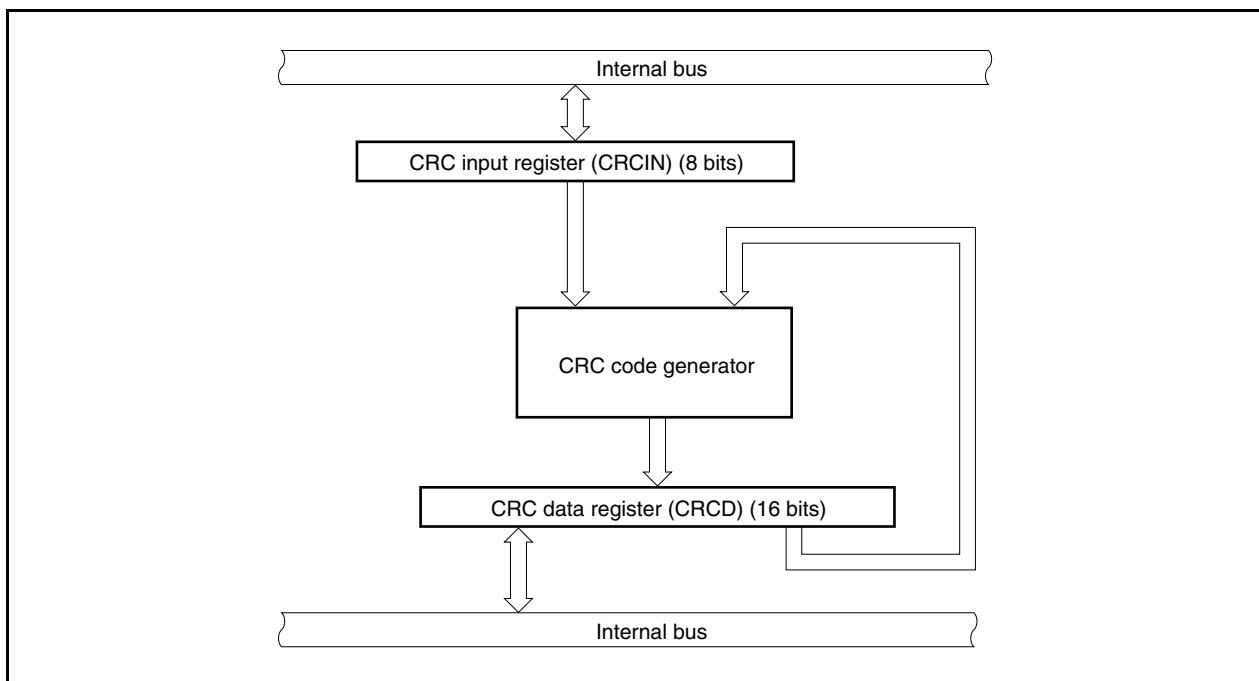 Internal bus
CRC input register (CRCIN) (8 bits)
CRC code generator
CRC data register (CRCD) (16 bits)
Internal bus